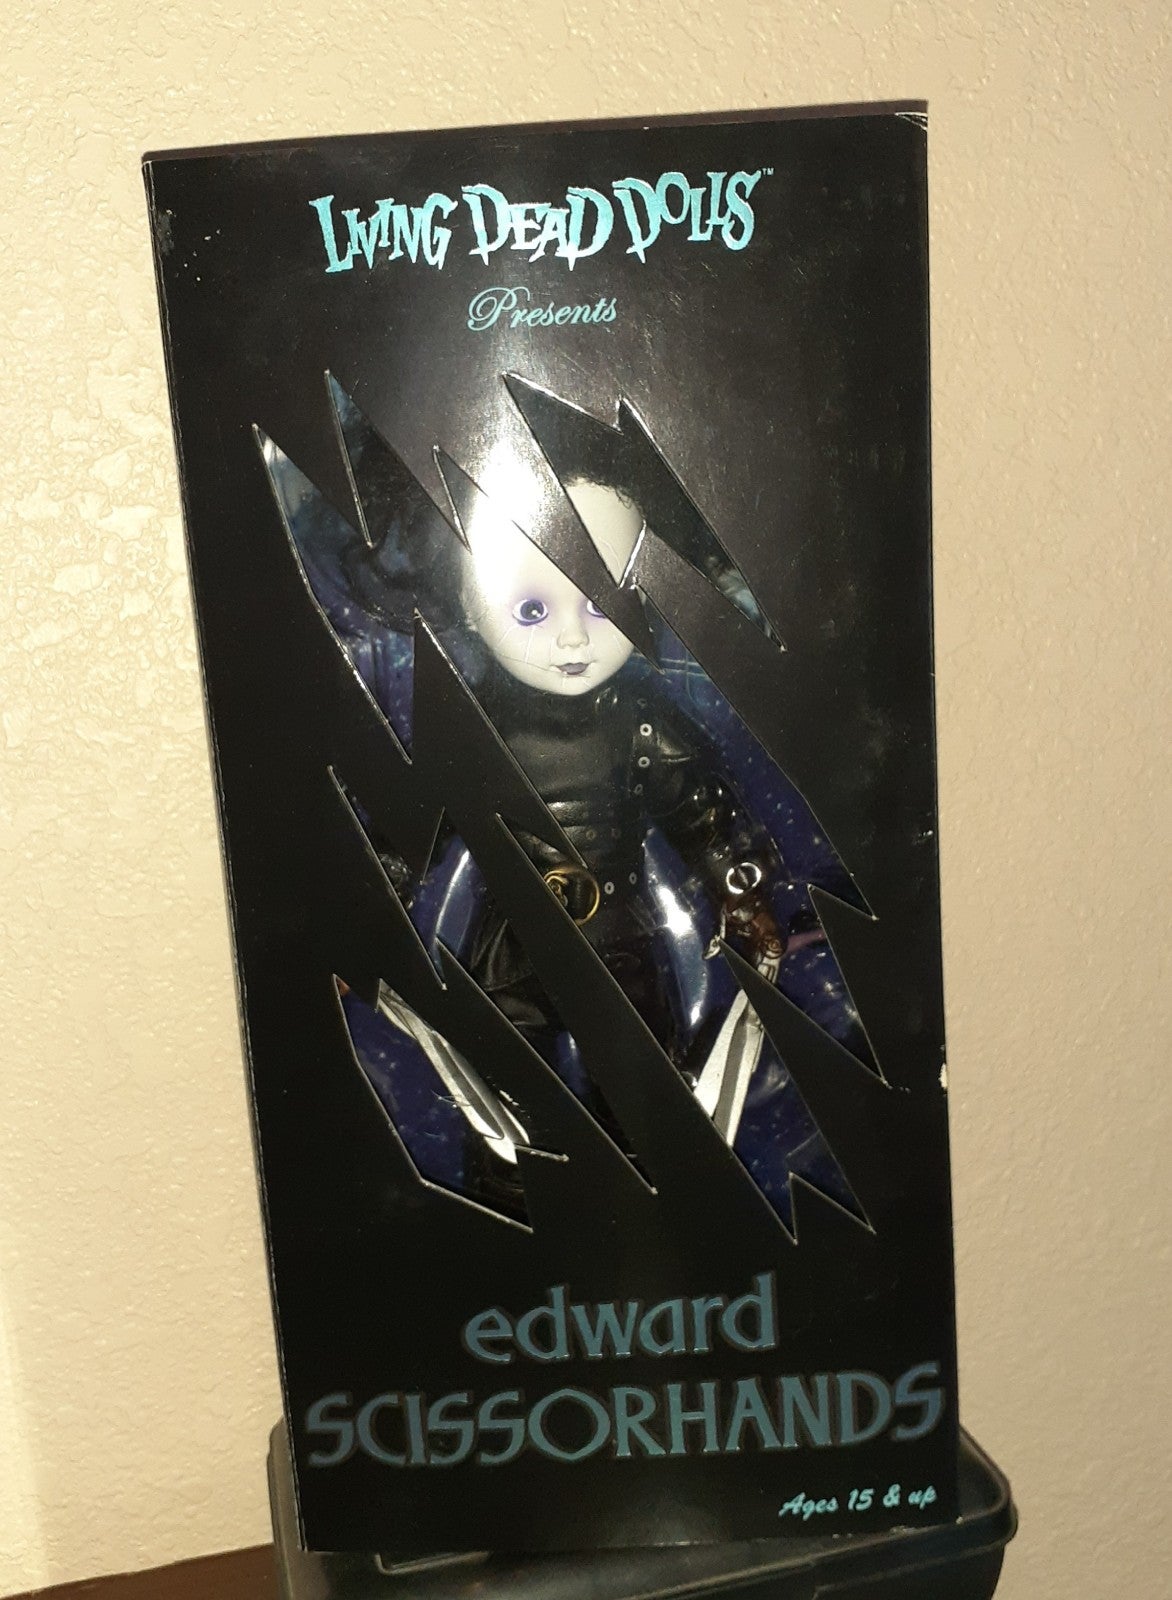 LIVING DEAD DOLLS™
Presents
edward
SCISSORHANDS
Ages 15 & up